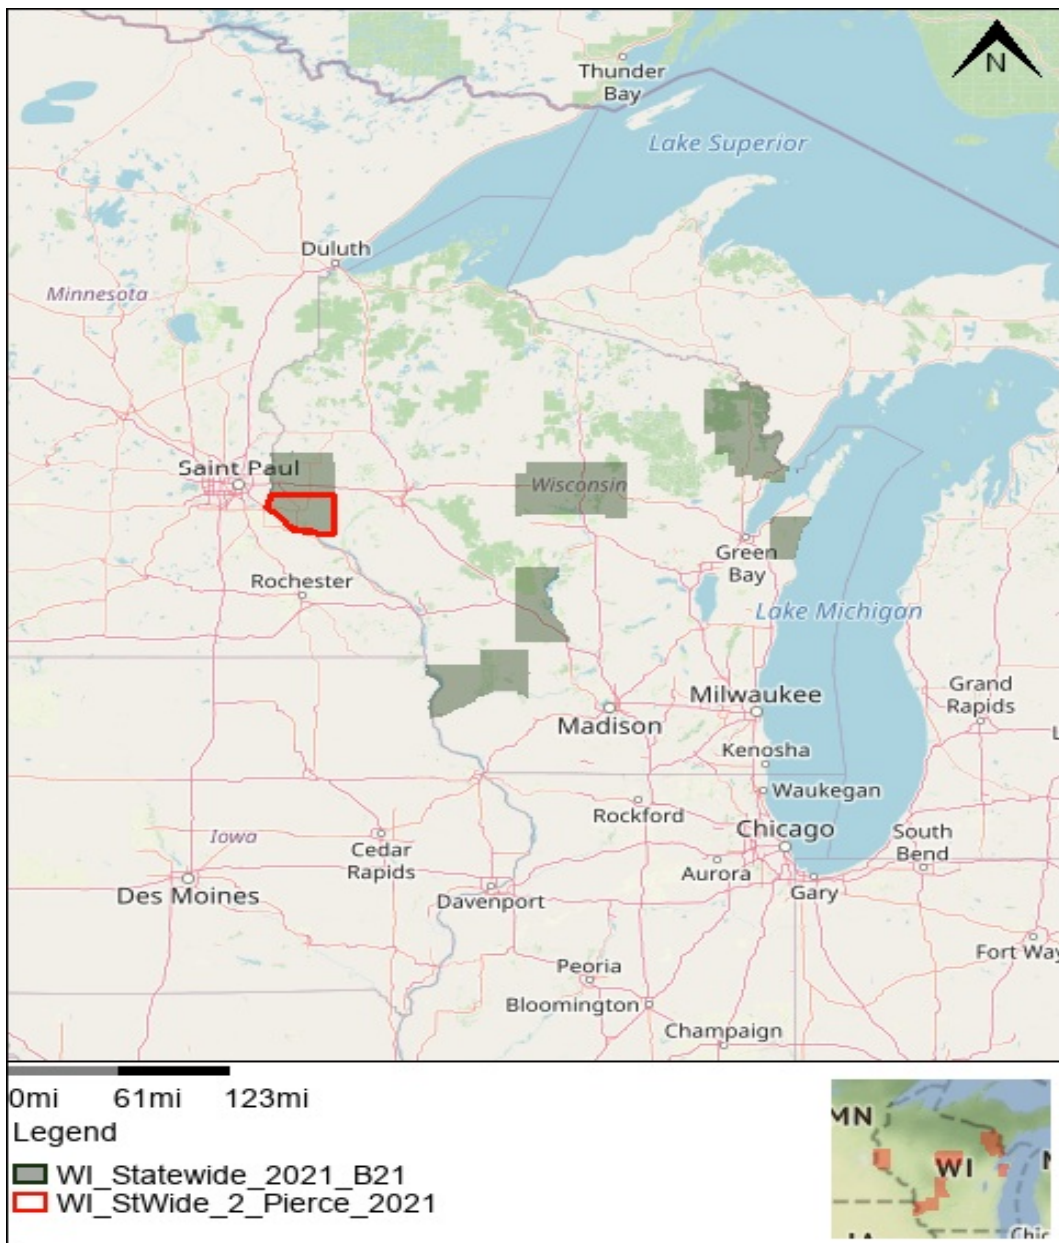 N
Thunder
Bay
Lake Superior
Duluth
Minnesota
Saint Paul
Wisconsin
Green
Bay
Rochester
Lake Michigan
Grand
Rapids
Milwaukee
Madison
Kenosha
Waukegan
Rockford
Chicago
South
Bend
Iowa
Cedar
Rapids
Aurora
Des Moines
Davenport
Gary
Fort Way
Peoria
Bloomington
Champaign
0mi 61mi 123mi
Legend
WI_Statewide_2021_B21
WI_StWide_2_Pierce_2021
MN
WI